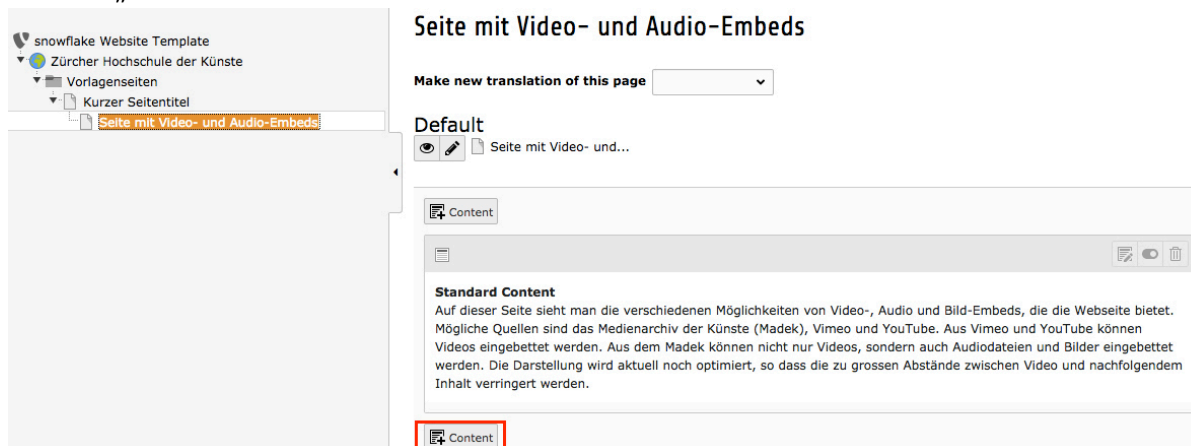 „
snowflake Website Template
Zürcher Hochschule der Künste
Vorlagenseiten
Kurzer Seitentitel
Seite mit Video- und Audio-Embeds
Seite mit Video- und Audio-Embeds
Make new translation of this page
Default
Seite mit Video- und...
Content
Standard Content
Auf dieser Seite sieht man die verschiedenen Möglichkeiten von Video-, Audio und Bild-Embeds, die die Webseite bietet.
Mögliche Quellen sind das Medienarchiv der Künste (Madek), Vimeo und YouTube. Aus Vimeo und YouTube können
Videos eingebettet werden. Aus dem Madek können nicht nur Videos, sondern auch Audiodateien und Bilder eingebettet
werden. Die Darstellung wird aktuell noch optimiert, so dass die zu grossen Abstände zwischen Video und nachfolgendem
Inhalt verringert werden.
Content